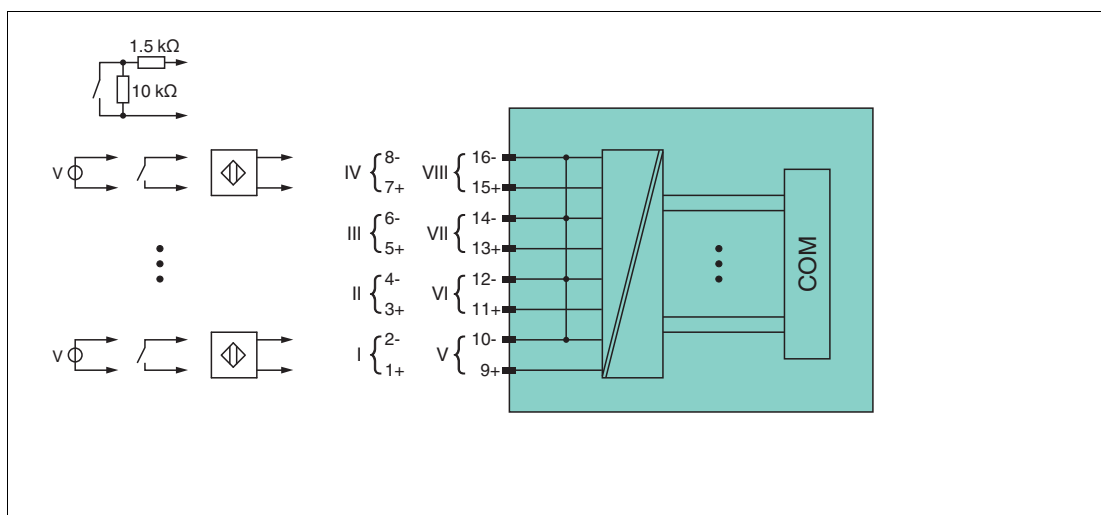 1.5 kΩ
10 kΩ
V
IV
8-
7+
VIII
16-
15+
III
6-
5+
VII
14-
13+
II
4-
3+
VI
12-
11+
V
I
2-
1+
V
10-
9+
COM